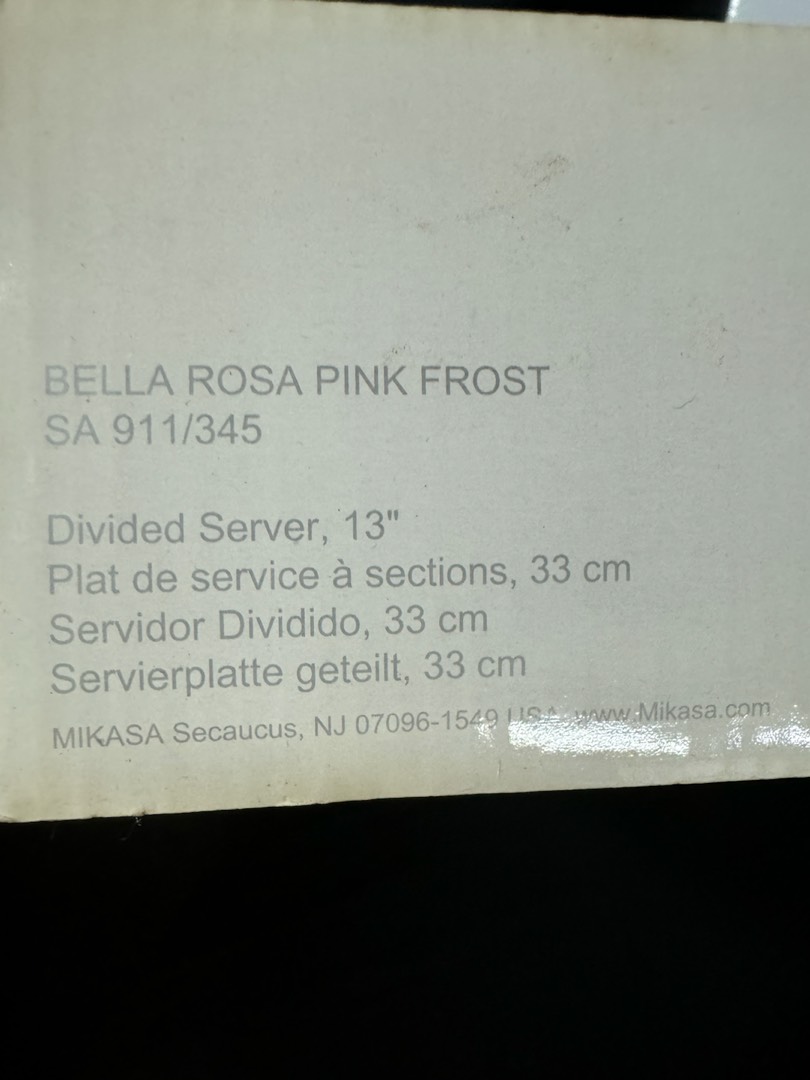 BELLA ROSA PINK FROST
SA 911/345
Divided Server, 13"
Plat de service à sections, 33 cm
Servidor Dividido, 33 cm
Servierplatte geteilt, 33 cm
MIKASA Secaucus, NJ 07096-1549 USA www.Mikasa.com